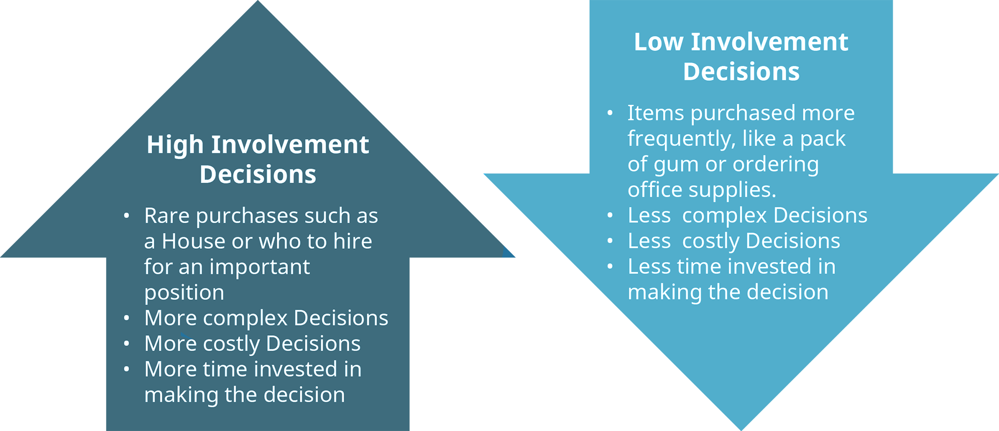 High Involvement
Decisions
• Rare purchases such as
a House or who to hire
for an important
position
• More complex Decisions
• More costly Decisions
• More time invested in
making the decision
Low Involvement
Decisions
• Items purchased more
frequently, like a pack
of gum or ordering
office supplies.
• Less  complex Decisions
• Less  costly Decisions
• Less time invested in
making the decision